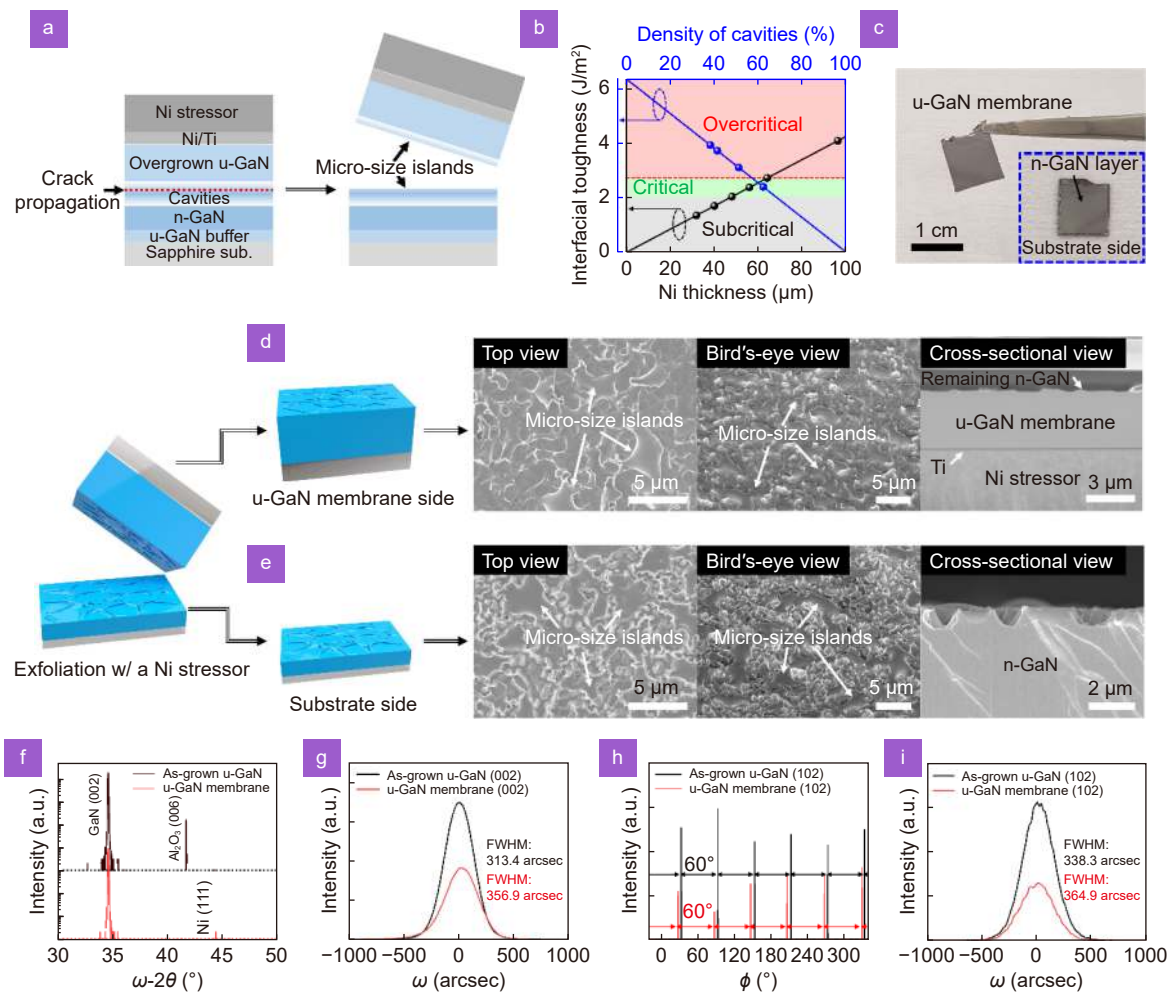 a
Ni stressor
Ni/Ti
Overgrown u-GaN
Crack
propagation
Cavities
n-GaN
u-GaN buffer
Sapphire sub.
Micro-size islands
b
Density of cavities (%)
0 20 40 60 80 100
Interfacial toughness (J/m²)
6
4
2
0
Overcritical
Critical
Subcritical
0 20 40 60 80 100
Ni thickness (μm)
c
u-GaN membrane
n-GaN layer
1 cm
Substrate side
d
u-GaN membrane side
Top view
Micro-size islands
5 μm
Bird′s-eye view
Micro-size islands
5 μm
Cross-sectional view
Remaining n-GaN
u-GaN membrane
Ti
Ni stressor
3 μm
Exfoliation w/ a Ni stressor
e
Substrate side
Top view
Micro-size islands
5 μm
Bird′s-eye view
Micro-size islands
5 μm
Cross-sectional view
n-GaN
2 μm
f
Intensity (a.u.)
As-grown u-GaN
u-GaN membrane
GaN (002)
Al₂O₃ (006)
Ni (111)
30 35 40 45 50
ω-2θ (°)
g
Intensity (a.u.)
As-grown u-GaN (002)
u-GaN membrane (002)
FWHM:
313.4 arcsec
FWHM:
356.9 arcsec
−1000 −500 0 500 1000
ω (arcsec)
h
Intensity (a.u.)
As-grown u-GaN (102)
u-GaN membrane (102)
60°
60°
0 90 180 270 360
ϕ (°)
i
Intensity (a.u.)
As-grown u-GaN (102)
u-GaN membrane (102)
FWHM:
338.3 arcsec
FWHM:
364.9 arcsec
−1000 −500 0 500 1000
ω (arcsec)